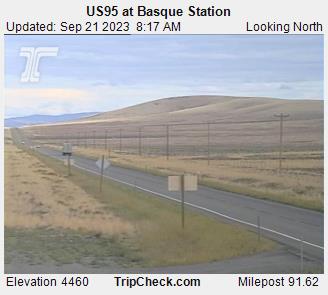 US95 at Basque Station
Updated: Sep 21 2023 8:17 AM Looking North
Elevation 4460 TripCheck.com Milepost 91.62